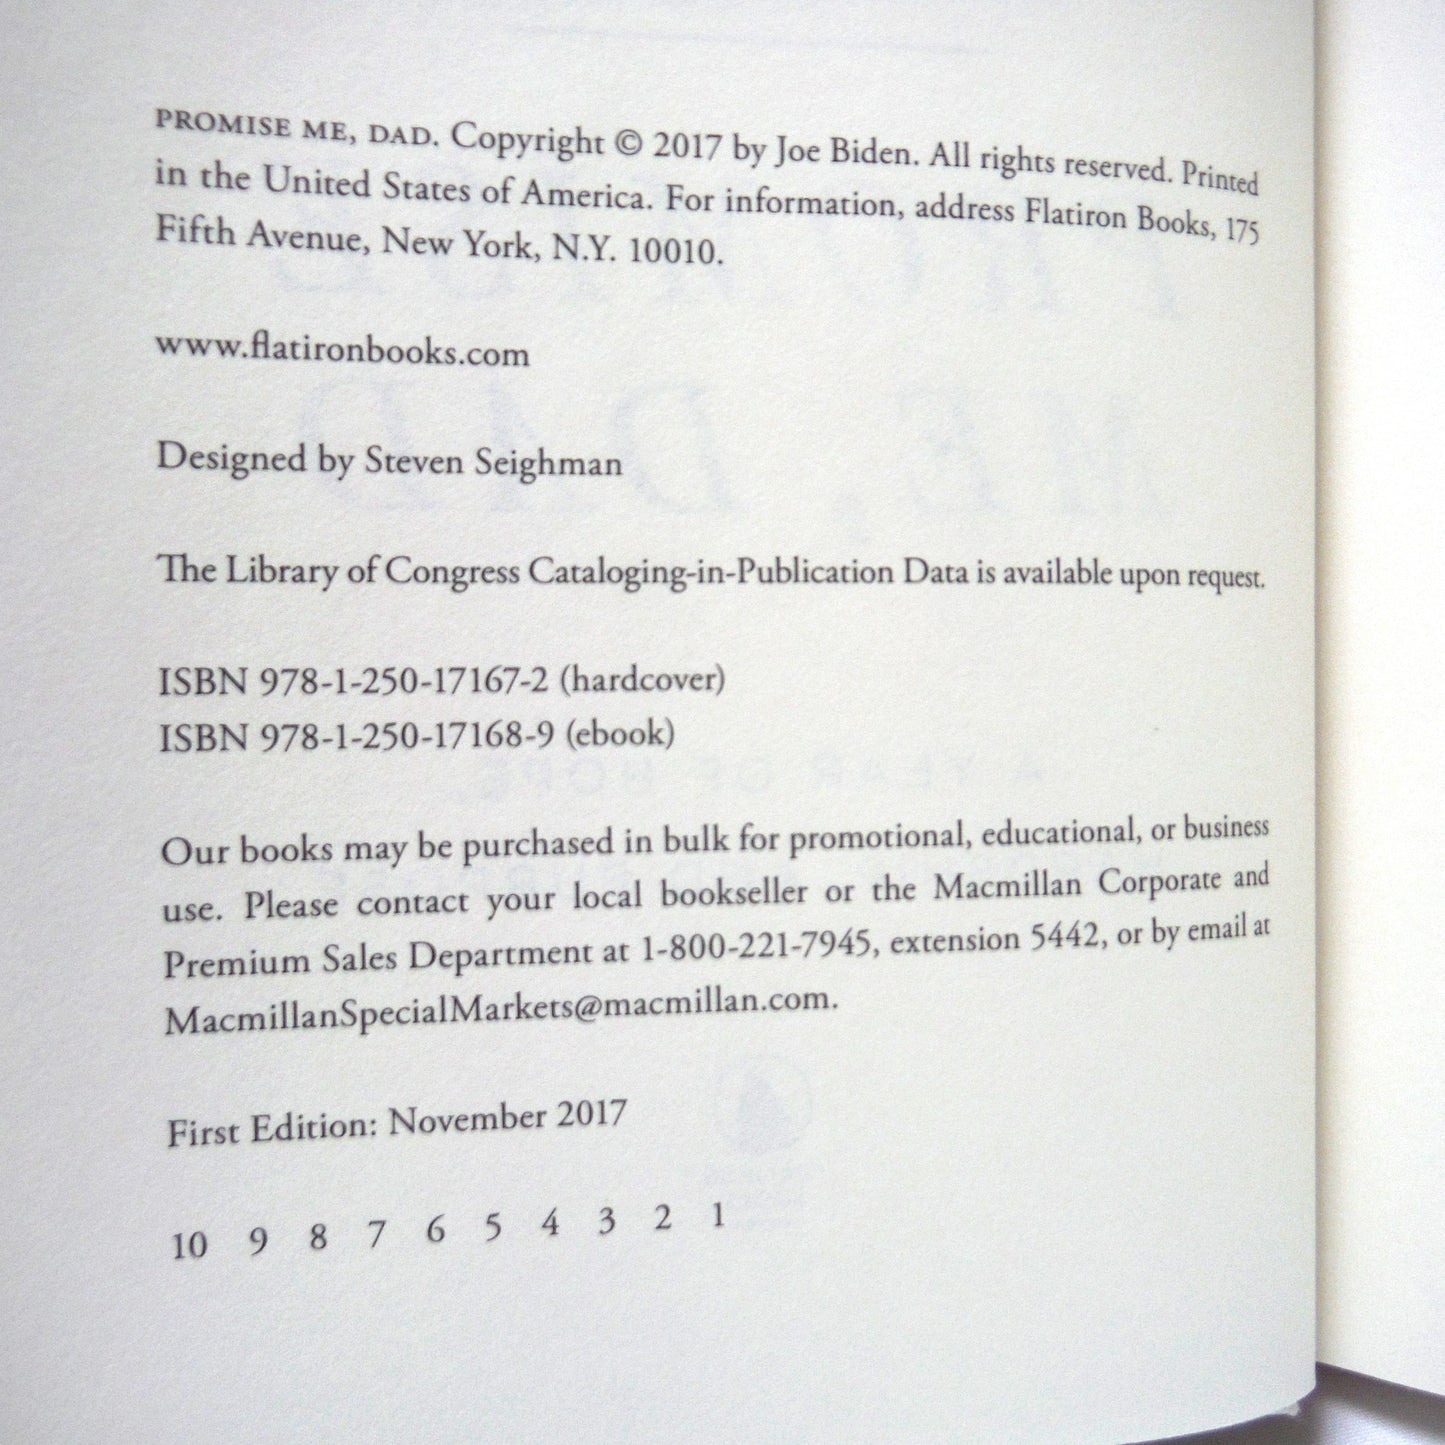 PROMISE ME, DAD. Copyright © 2017 by Joe Biden. All rights reserved. Printed
in the United States of America. For information, address Flatiron Books, 175
Fifth Avenue, New York, N.Y. 10010.
www.flatironbooks.com
Designed by Steven Seighman
The Library of Congress Cataloging-in-Publication Data is available upon request.
ISBN 978-1-250-17167-2 (hardcover)
ISBN 978-1-250-17168-9 (ebook)
Our books may be purchased in bulk for promotional, educational, or business
use. Please contact your local bookseller or the Macmillan Corporate and
Premium Sales Department at 1-800-221-7945, extension 5442, or by email at
MacmillanSpecialMarkets@macmillan.com.
First Edition: November 2017
10 9 8 7 6 5 4 3 2 1